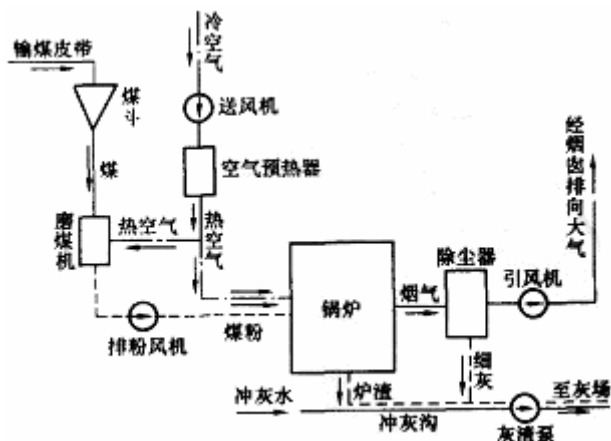 输煤皮带
冷空气
煤斗
送风机
煤
空气预热器
经烟囱排向大气
磨煤机
热空气
热空气
除尘器
锅炉
烟气
引风机
排粉风机
煤粉
细灰
炉渣
至灰场
冲灰水
冲灰沟
灰渣泵